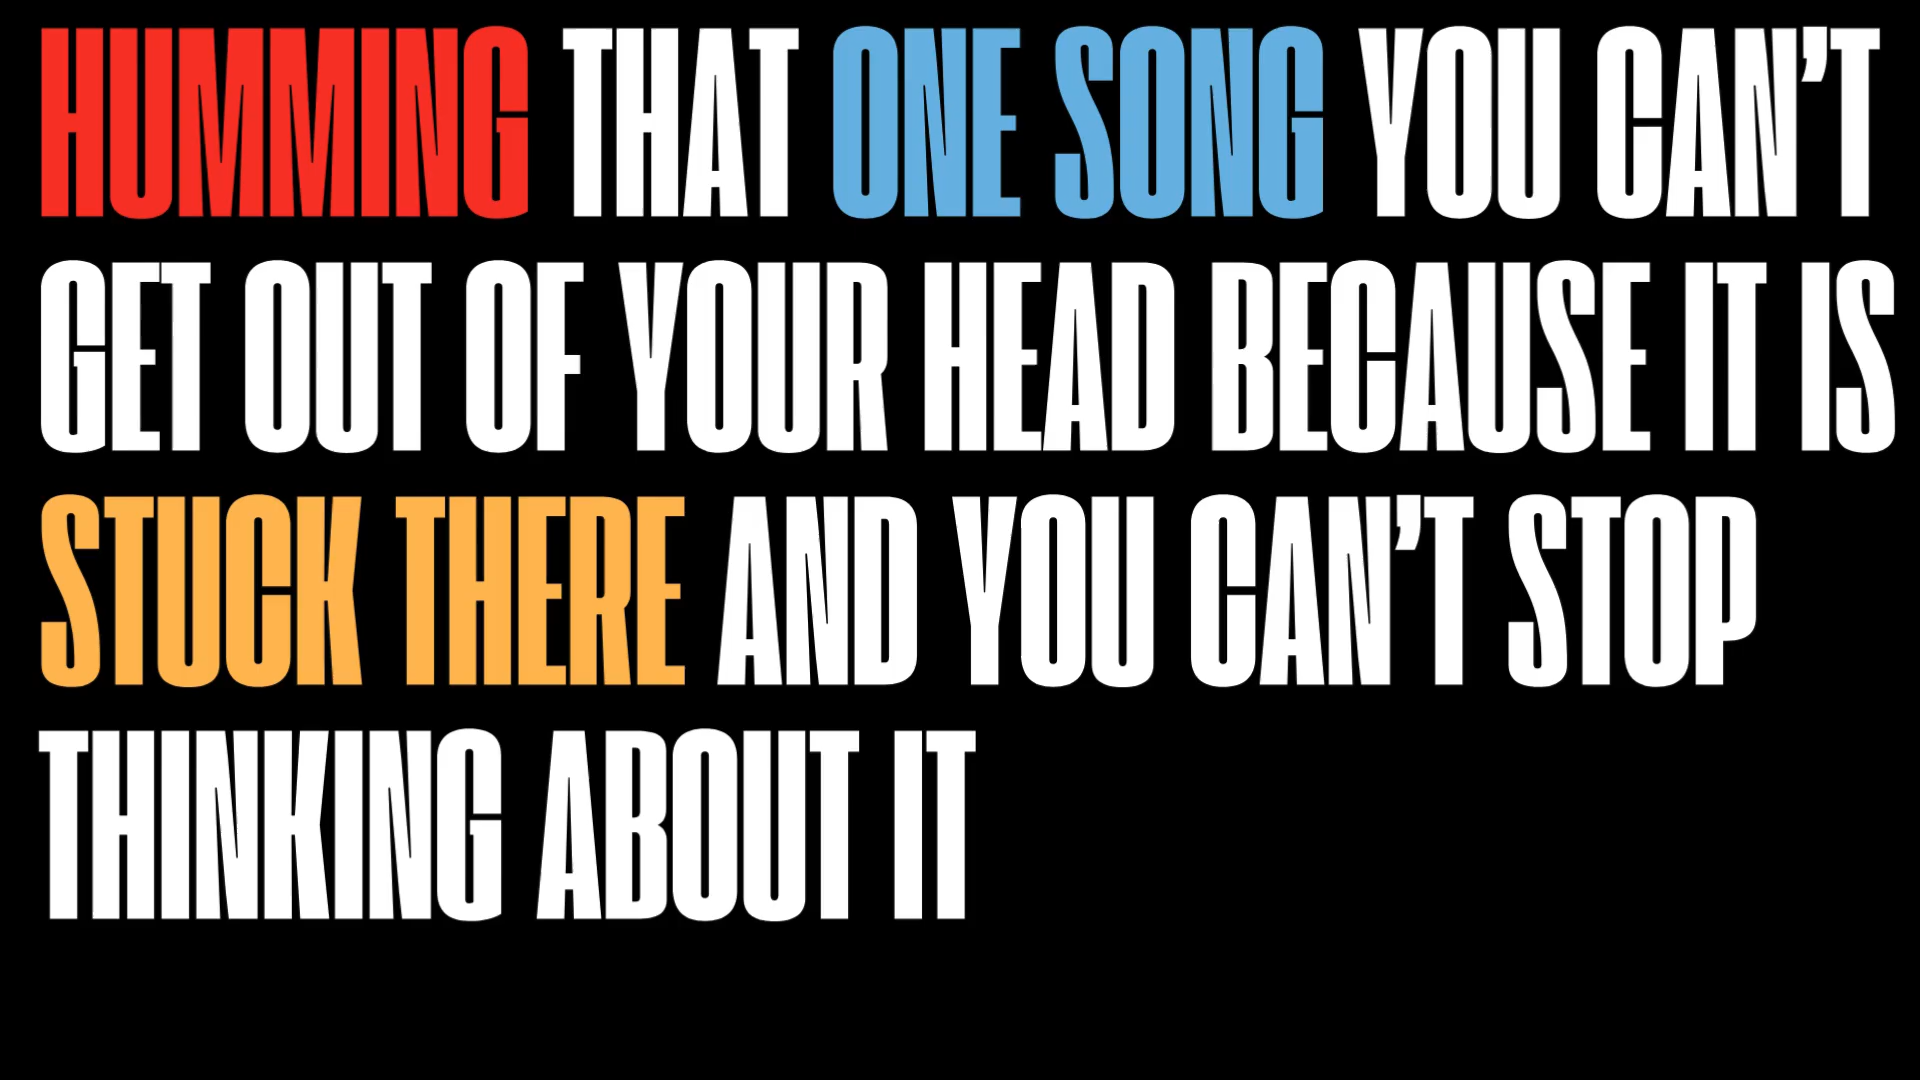 HUMMING THAT ONE SONG YOU CAN’T
GET OUT OF YOUR HEAD BECAUSE IT IS
STUCK THERE AND YOU CAN’T STOP
THINKING ABOUT IT